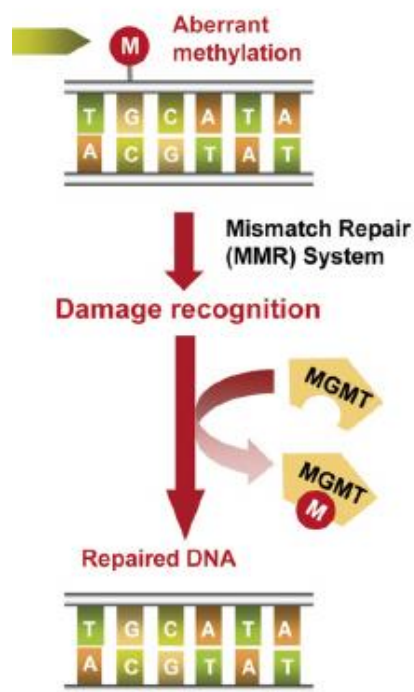 M
Aberrant
methylation
T G C A T A
A C G T A T
Mismatch Repair
(MMR) System
Damage recognition
MGMT
MGMT
M
Repaired DNA
T G C A T A
A C G T A T